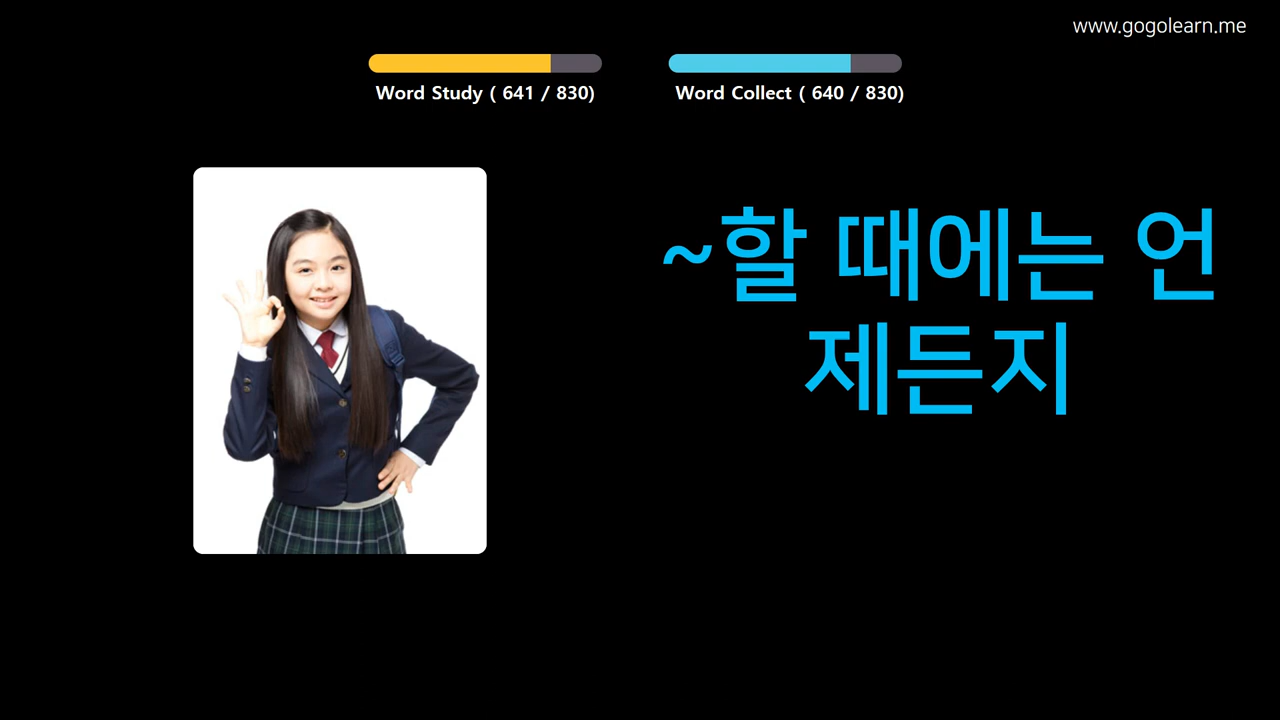 www.gogolearn.me
Word Study ( 641 / 830)
Word Collect ( 640 / 830)
~할 때에는 언
제든지